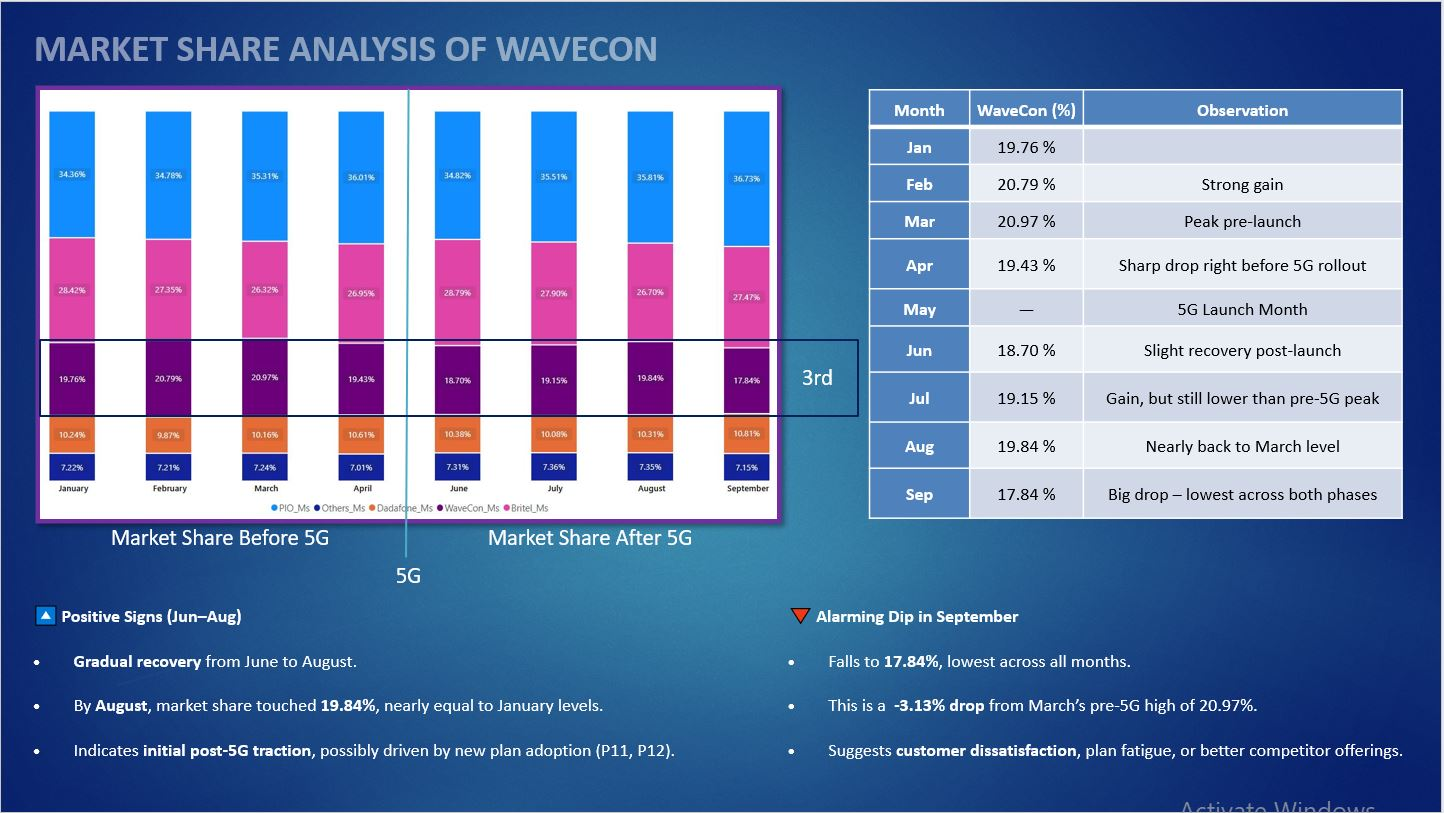 MARKET SHARE ANALYSIS OF WAVECON
34.36% 34.78% 35.31% 36.01% 34.82% 35.51% 35.81% 36.73%
28.42% 27.35% 26.32% 26.95% 28.79% 27.90% 26.70% 27.47%
19.76% 20.79% 20.97% 19.43% 18.70% 19.15% 19.84% 17.84%
3rd
10.24% 9.87% 10.16% 10.61% 10.38% 10.08% 10.31% 10.81%
7.22% 7.21% 7.24% 7.01% 7.31% 7.36% 7.35% 7.15%
January February March April June July August September
PIO_Ms Others_Ms Dadafone_Ms WaveCon_Ms Britel_Ms
Market Share Before 5G Market Share After 5G
5G
Month WaveCon (%) Observation
Jan 19.76 %
Feb 20.79 % Strong gain
Mar 20.97 % Peak pre-launch
Apr 19.43 % Sharp drop right before 5G rollout
May — 5G Launch Month
Jun 18.70 % Slight recovery post-launch
Jul 19.15 % Gain, but still lower than pre-5G peak
Aug 19.84 % Nearly back to March level
Sep 17.84 % Big drop – lowest across both phases
Positive Signs (Jun–Aug)
• Gradual recovery from June to August.
• By August, market share touched 19.84%, nearly equal to January levels.
• Indicates initial post-5G traction, possibly driven by new plan adoption (P11, P12).
Alarming Dip in September
• Falls to 17.84%, lowest across all months.
• This is a -3.13% drop from March’s pre-5G high of 20.97%.
• Suggests customer dissatisfaction, plan fatigue, or better competitor offerings.
Activate Windows